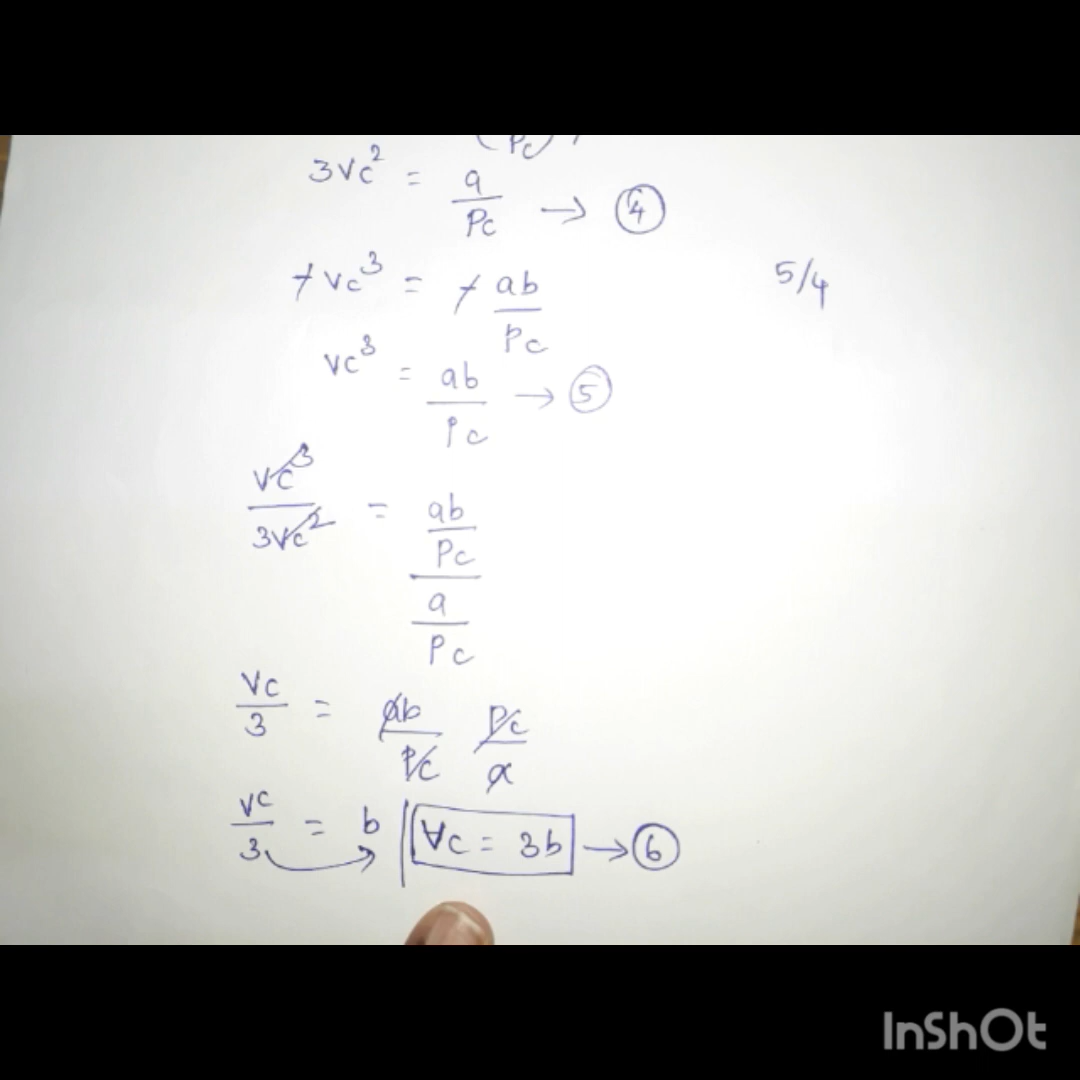 (Pc)
3Vc² = a/Pc → ④
-Vc³ = -ab/Pc
5/4
Vc³ = ab/Pc → ⑤
Vc³/3Vc² = (ab/Pc)/(a/Pc)
Vc/3 = ab/Pc Pc/a
Vc/3 = b | Vc = 3b → ⑥
InShOt